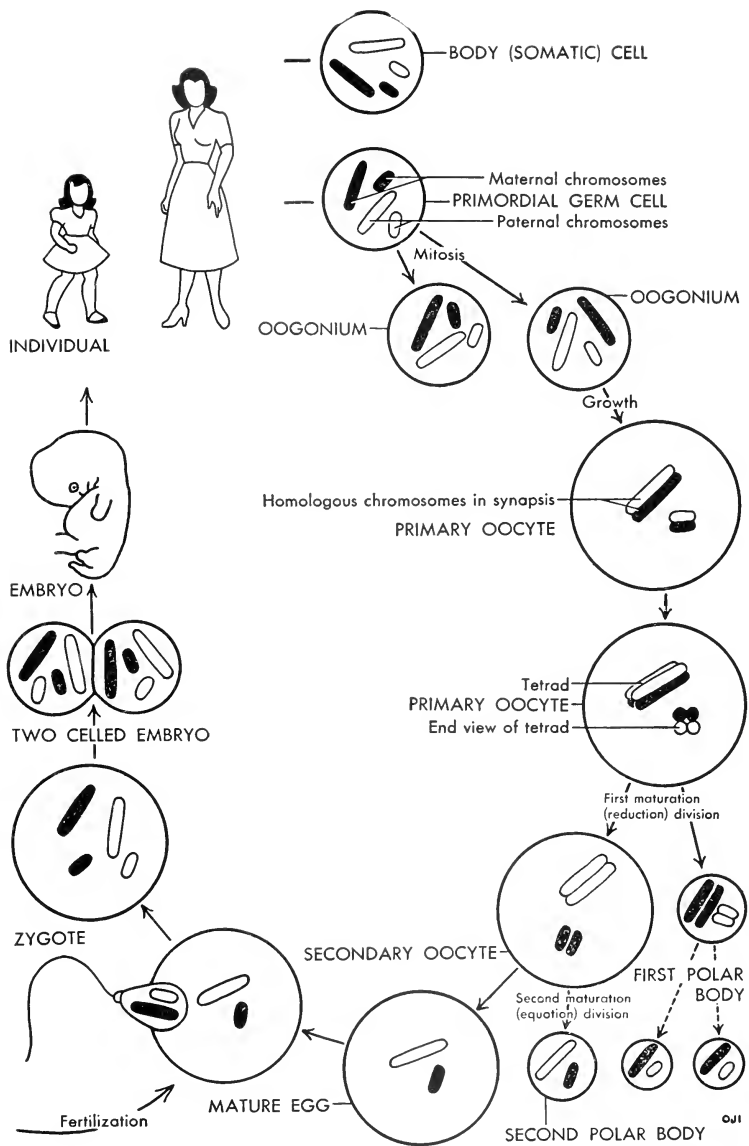 BODY (SOMATIC) CELL
Maternal chromosomes
PRIMORDIAL GERM CELL
Paternal chromosomes
Mitosis
OOGONIUM
OOGONIUM
INDIVIDUAL
Growth
Homologous chromosomes in synapsis
PRIMARY OOCYTE
EMBRYO
Tetrad
PRIMARY OOCYTE
End view of tetrad
TWO CELLED EMBRYO
First maturation
(reduction) division
ZYGOTE
SECONDARY OOCYTE
FIRST POLAR
BODY
Second maturation
(equation) division
MATURE EGG
Fertilization
SECOND POLAR BODY
OJI